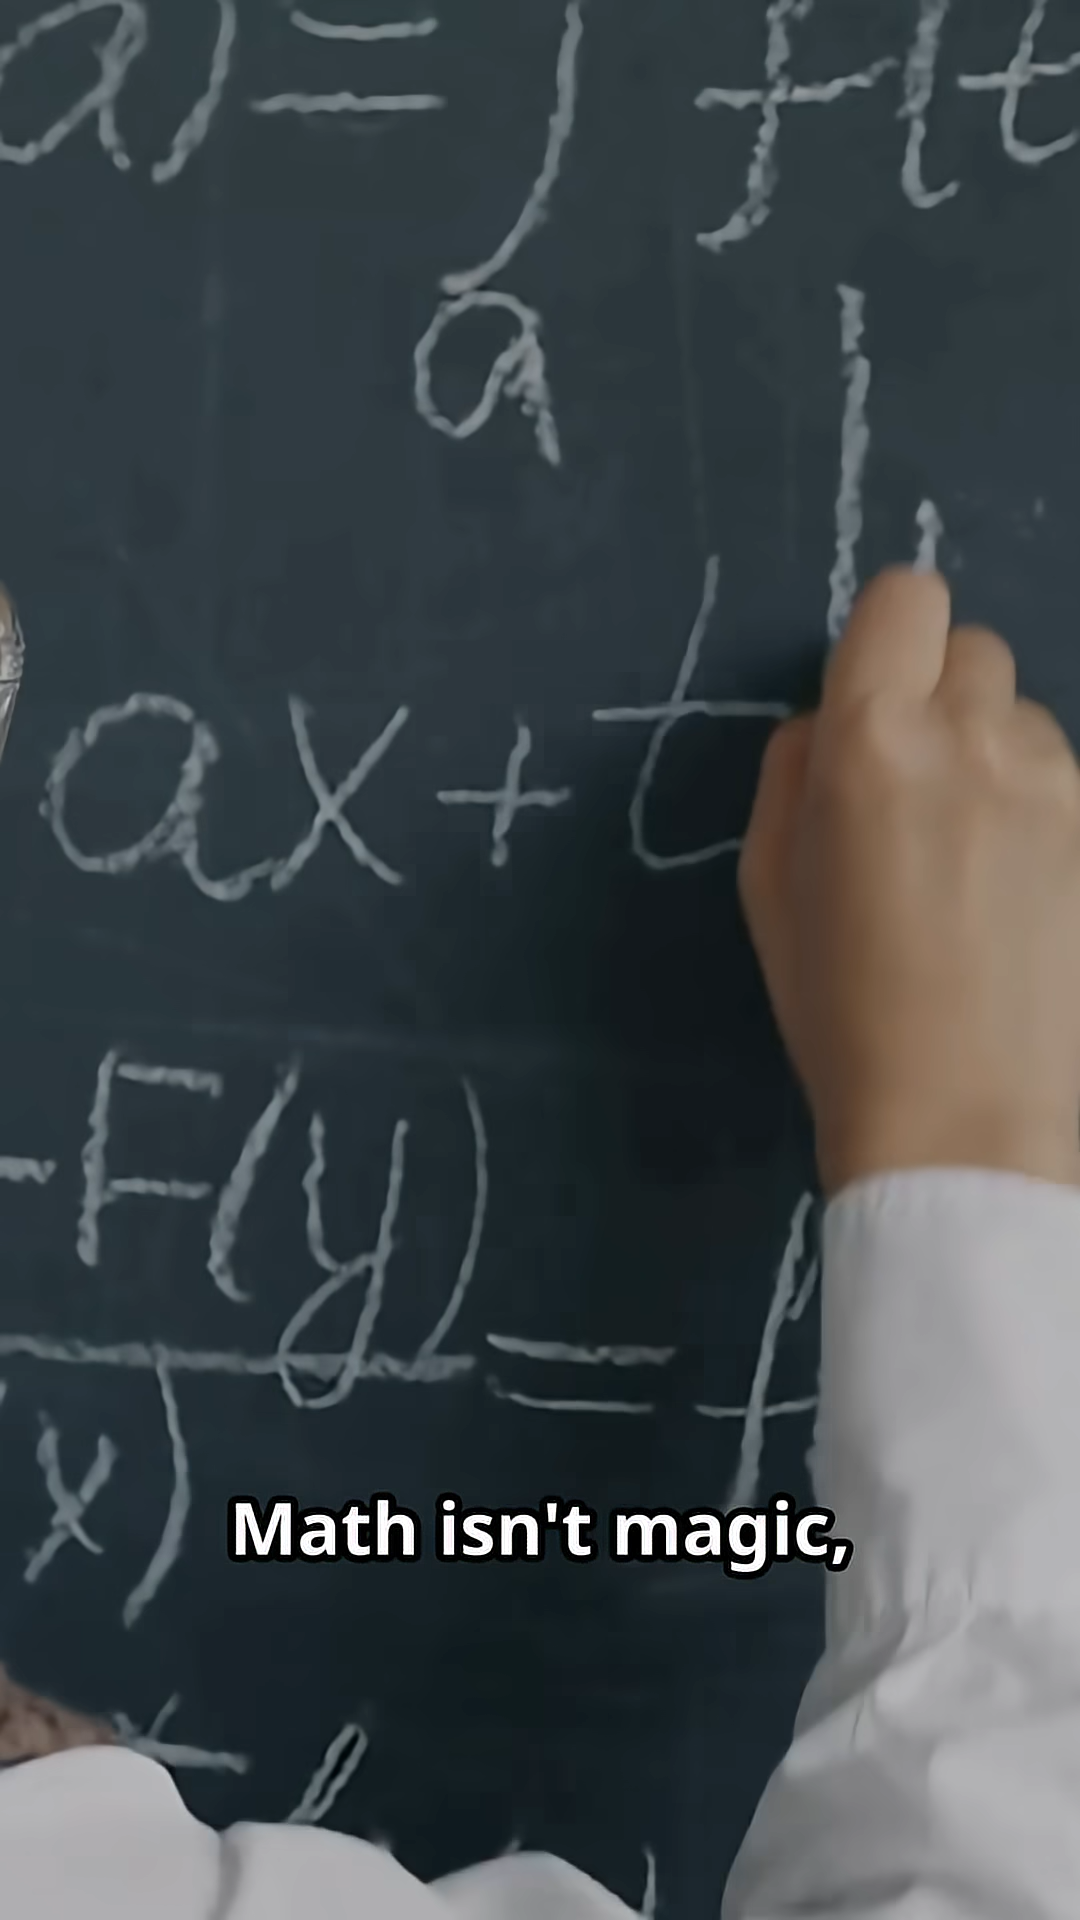 a) = ∫ f(t
a
ax + t
- F(y) =
x)
Math isn't magic,